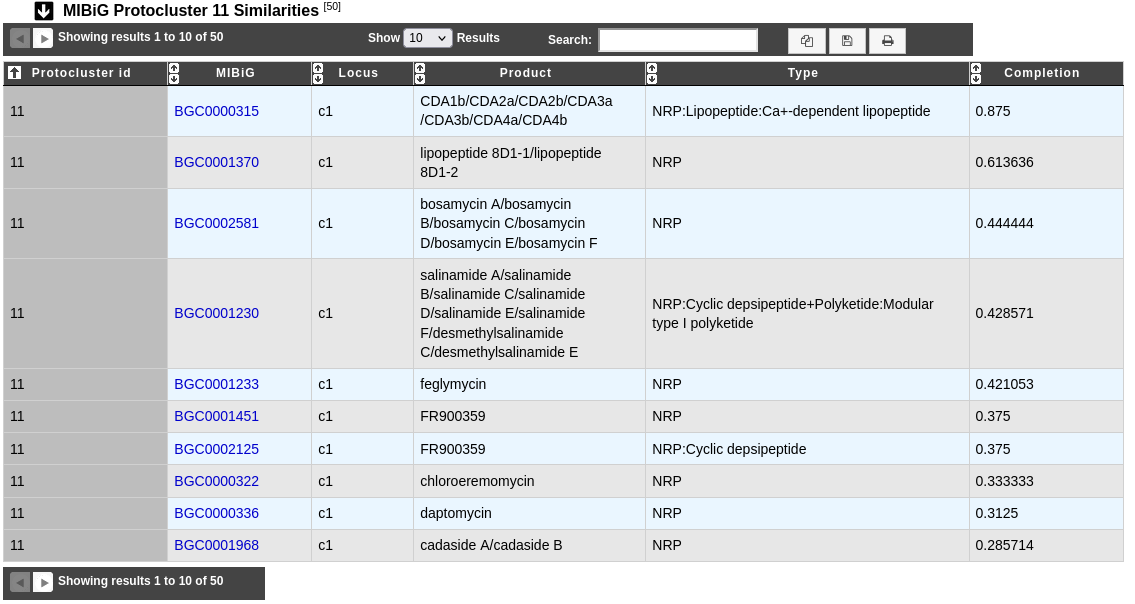 MIBiG Protocluster 11 Similarities [50]
Showing results 1 to 10 of 50 Show 10 Results Search:
Protocluster id MIBiG Locus Product Type Completion
11 BGC0000315 c1 CDA1b/CDA2a/CDA2b/CDA3a NRP:Lipopeptide:Ca+-dependent lipopeptide 0.875
/CDA3b/CDA4a/CDA4b
11 BGC0001370 c1 lipopeptide 8D1-1/lipopeptide NRP 0.613636
8D1-2
11 BGC0002581 c1 bosamycin A/bosamycin NRP 0.444444
B/bosamycin C/bosamycin
D/bosamycin E/bosamycin F
11 BGC0001230 c1 salinamide A/salinamide NRP:Cyclic depsipeptide+Polyketide:Modular 0.428571
B/salinamide C/salinamide type I polyketide
D/salinamide E/salinamide
F/desmethylsalinamide
C/desmethylsalinamide E
11 BGC0001233 c1 feglymycin NRP 0.421053
11 BGC0001451 c1 FR900359 NRP 0.375
11 BGC0002125 c1 FR900359 NRP:Cyclic depsipeptide 0.375
11 BGC0000322 c1 chloroeremomycin NRP 0.333333
11 BGC0000336 c1 daptomycin NRP 0.3125
11 BGC0001968 c1 cadaside A/cadaside B NRP 0.285714
Showing results 1 to 10 of 50